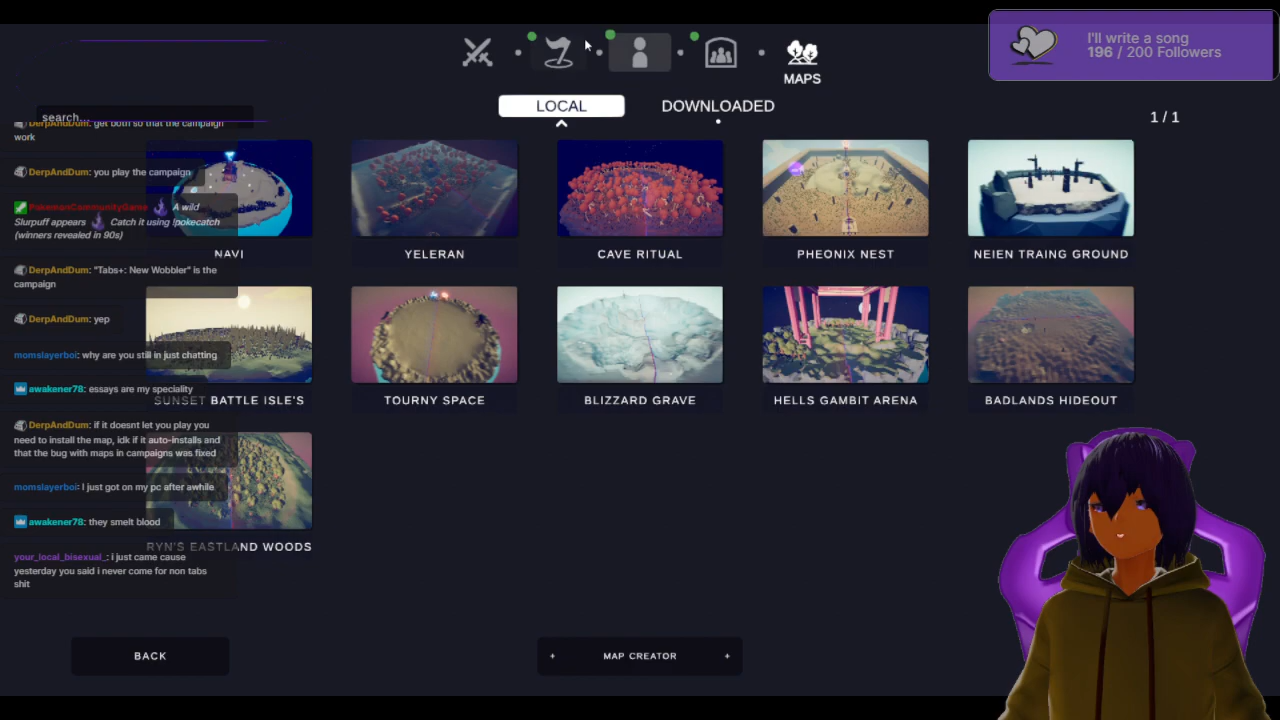 I'll write a song
196 / 200 Followers
MAPS
LOCAL
DOWNLOADED
1 / 1
search...
DerpAndDum: get both so that the campaign
work
DerpAndDum: you play the campaign
PokemonCommunityGame: A wild
Slurpuff appears Catch it using !pokecatch
(winners revealed in 90s)
DerpAndDum: "Tabs+: New Wobbler" is the
campaign
DerpAndDum: yep
momslayerboi: why are you still in just chatting
awakener78: essays are my speciality
DerpAndDum: if it doesnt let you play you
need to install the map, idk if it auto-installs and
that the bug with maps in campaigns was fixed
momslayerboi: I just got on my pc after awhile
awakener78: they smelt blood
your_local_bisexual_: i just came cause
yesterday you said i never come for non tabs
shit
NAVI
YELERAN
CAVE RITUAL
PHEONIX NEST
NEIEN TRAING GROUND
SUNSET BATTLE ISLE'S
TOURNY SPACE
BLIZZARD GRAVE
HELLS GAMBIT ARENA
BADLANDS HIDEOUT
RYN'S EASTLAND WOODS
BACK
+ MAP CREATOR +